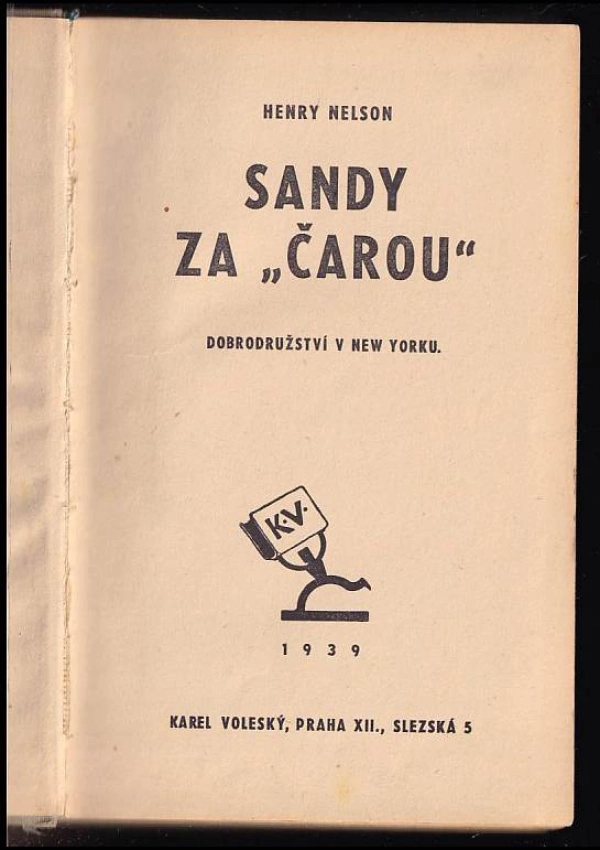 HENRY NELSON
SANDY
ZA „ČAROU“
DOBRODRUŽSTVÍ V NEW YORKU.
K·V·
1939
KAREL VOLESKÝ, PRAHA XII., SLEZSKÁ 5